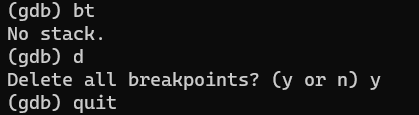 (gdb) bt
No stack.
(gdb) d
Delete all breakpoints? (y or n) y
(gdb) quit